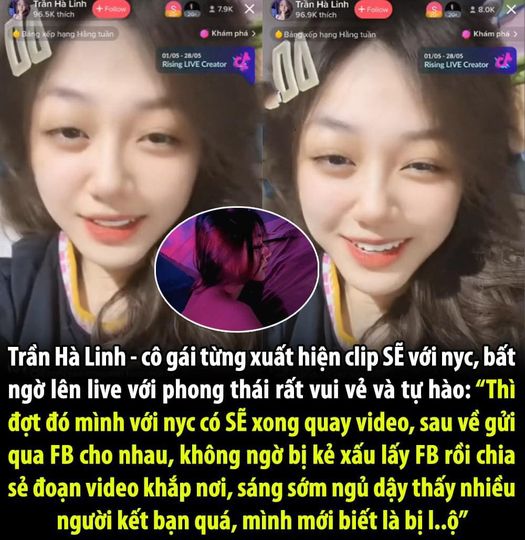 Trần Hà Linh
+ Follow
S
1
20+
7.9K
96.5K thích
Bảng xếp hạng Hằng tuần
Khám phá >
01/05 - 28/05
Rising LIVE Creator
Trần Hà Linh
+ Follow
1
20+
8.0K
96.9K thích
Bảng xếp hạng Hằng tuần
Khám phá >
01/05 - 28/05
Rising LIVE Creator
Trần Hà Linh - cô gái từng xuất hiện clip SẼ với nyc, bất
ngờ lên live với phong thái rất vui vẻ và tự hào: “Thì
đợt đó mình với nyc có SẼ xong quay video, sau về gửi
qua FB cho nhau, không ngờ bị kẻ xấu lấy FB rồi chia
sẻ đoạn video khắp nơi, sáng sớm ngủ dậy thấy nhiều
người kết bạn quá, mình mới biết là bị l..ộ”